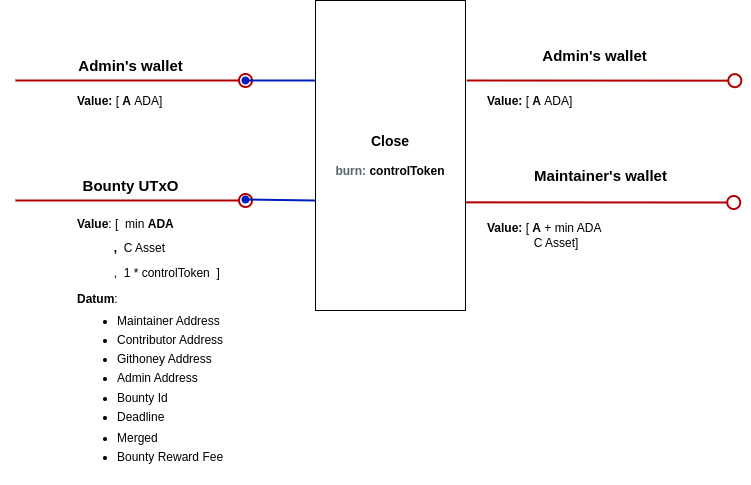 Admin's wallet
Value: [ A ADA]
Bounty UTxO
Value: [ min ADA
, C Asset
, 1 * controlToken ]
Datum:
• Maintainer Address
• Contributor Address
• Githoney Address
• Admin Address
• Bounty Id
• Deadline
• Merged
• Bounty Reward Fee
Close
burn: controlToken
Admin's wallet
Value: [ A ADA]
Maintainer's wallet
Value: [ A + min ADA
C Asset]